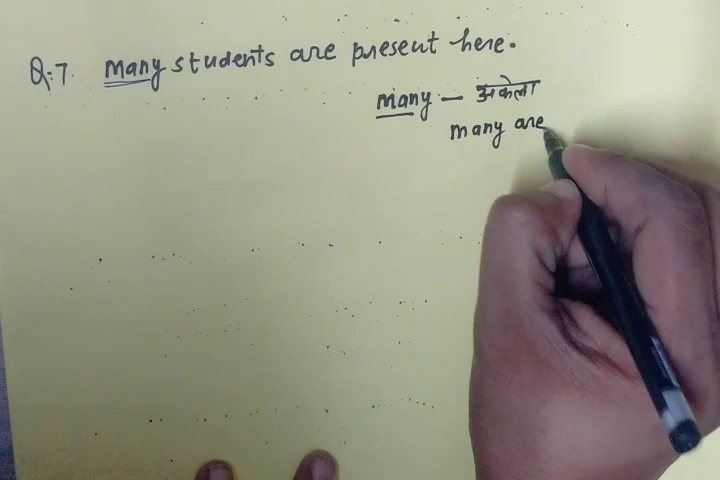 Q:7. many students are present here.
many — अकेला
many are